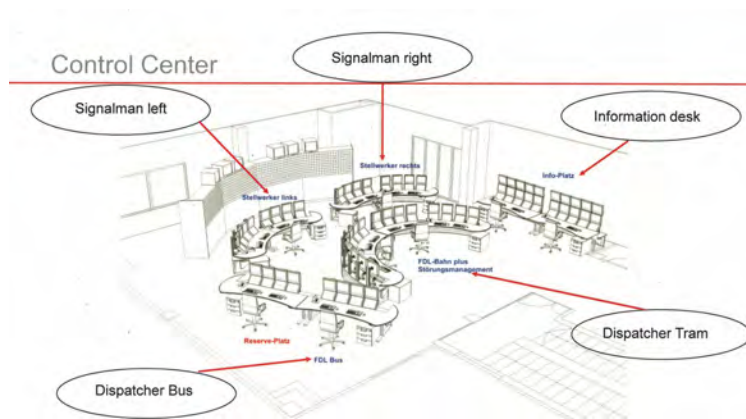 Signalman right
Control Center
Signalman left
Information desk
Stellwerker rechts
Info-Platz
Stellwerker links
FDL-Bahn plus
Störungsmanagement
Dispatcher Tram
Reserve-Platz
FDL Bus
Dispatcher Bus